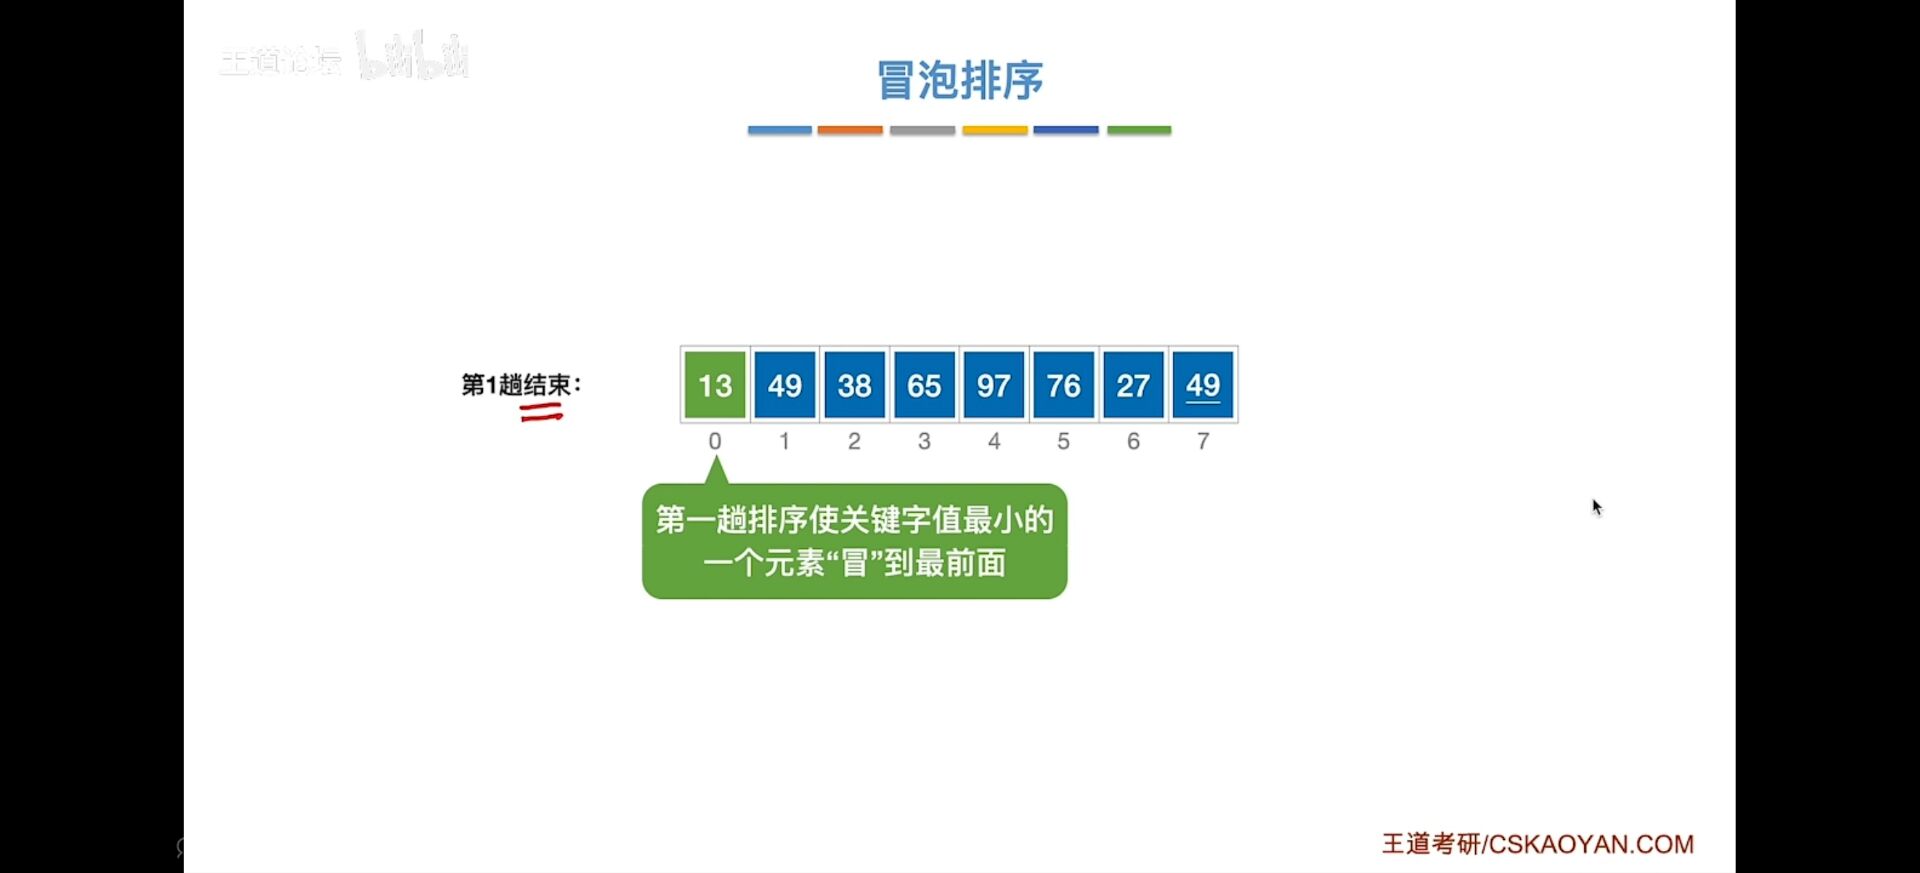 王道论坛 bilibili
冒泡排序
第1趟结束：
13 49 38 65 97 76 27 49
0 1 2 3 4 5 6 7
第一趟排序使关键字值最小的
一个元素“冒”到最前面
王道考研/CSKAOYAN.COM